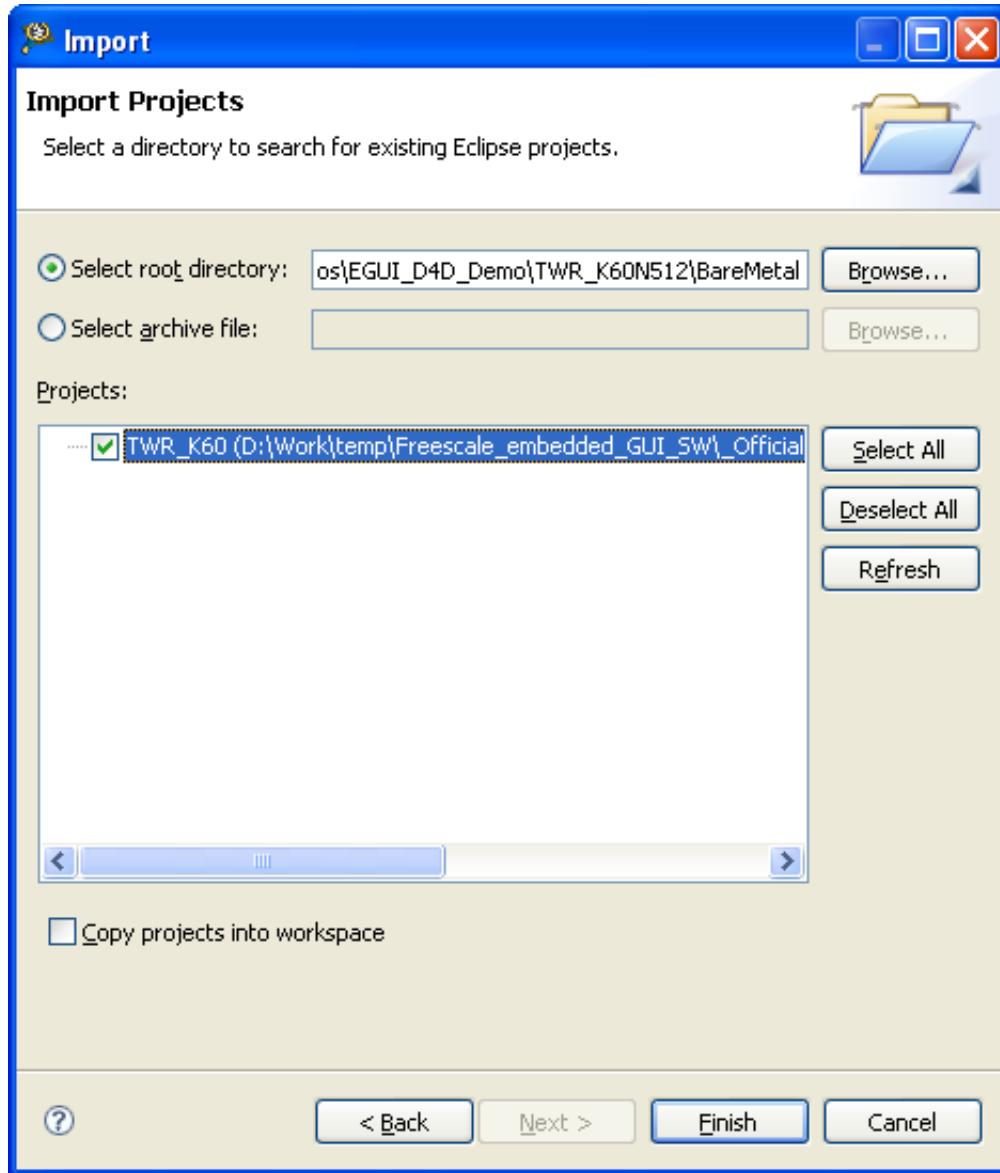 Import
Import Projects
Select a directory to search for existing Eclipse projects.
Select root directory: os\EGUI_D4D_Demo\TWR_K60N512\BareMetal Browse...
Select archive file: Browse...
Projects:
TWR_K60 (D:\Work\temp\Freescale_embedded_GUI_SW\_Official Select All
Deselect All
Refresh
Copy projects into workspace
? < Back Next > Finish Cancel